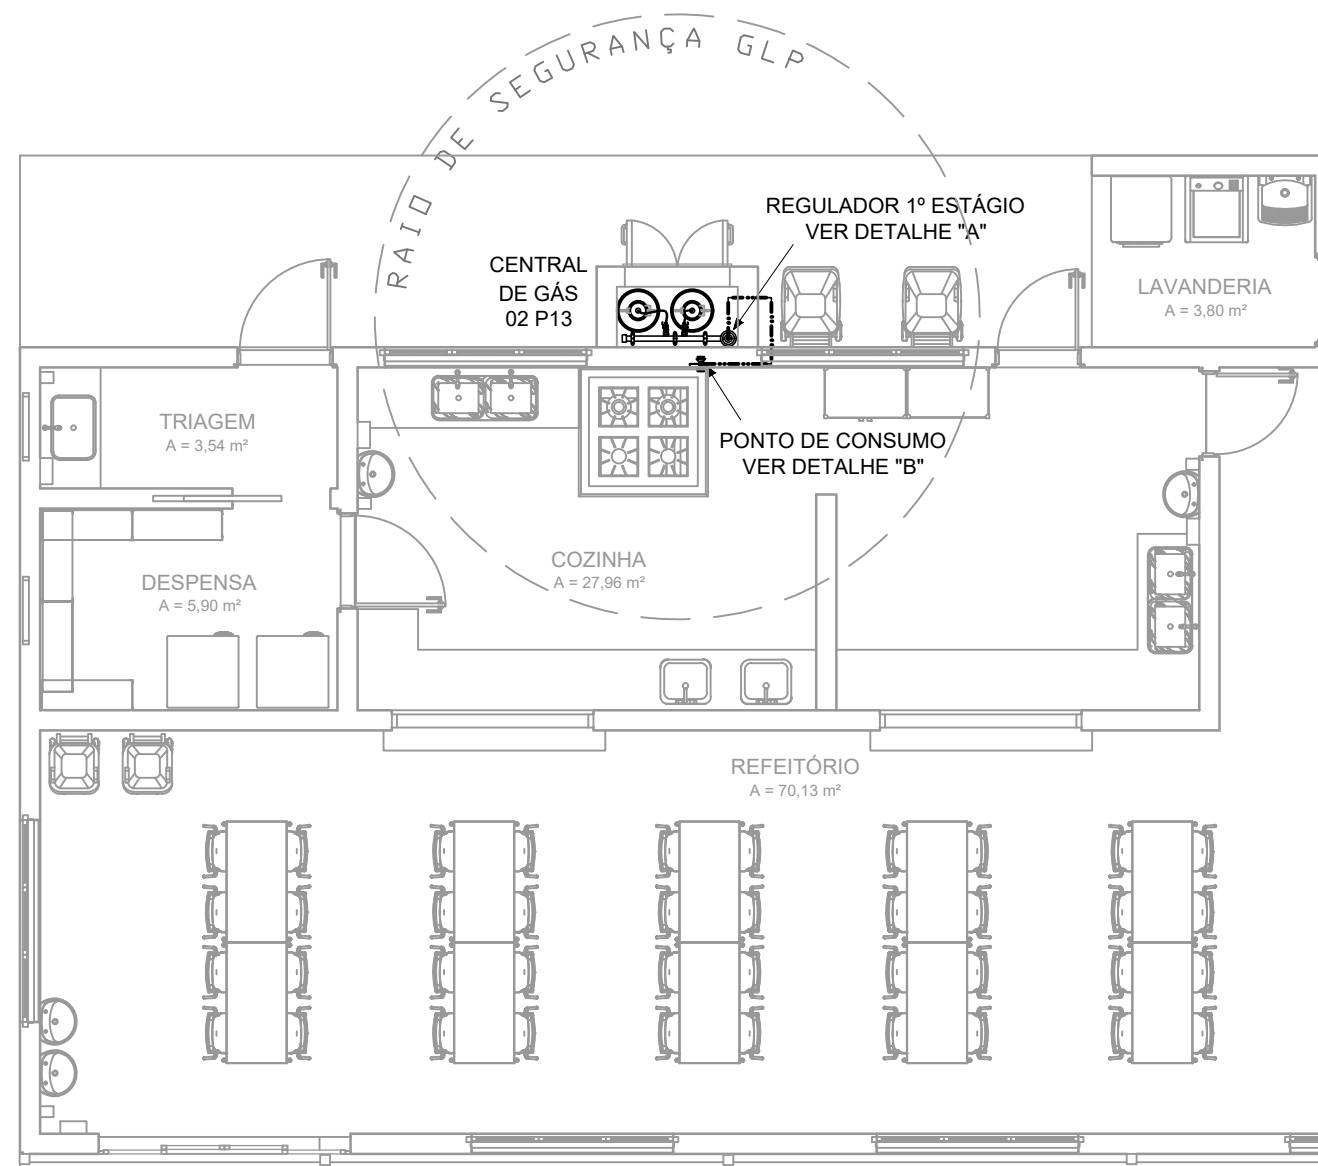 RAIO DE SEGURANÇA GLP
REGULADOR 1º ESTÁGIO
VER DETALHE "A"
CENTRAL
DE GÁS
02 P13
LAVANDERIA
A = 3,80 m²
TRIAGEM
A = 3,54 m²
PONTO DE CONSUMO
VER DETALHE "B"
COZINHA
A = 27,96 m²
DESPENSA
A = 5,90 m²
REFEITÓRIO
A = 70,13 m²